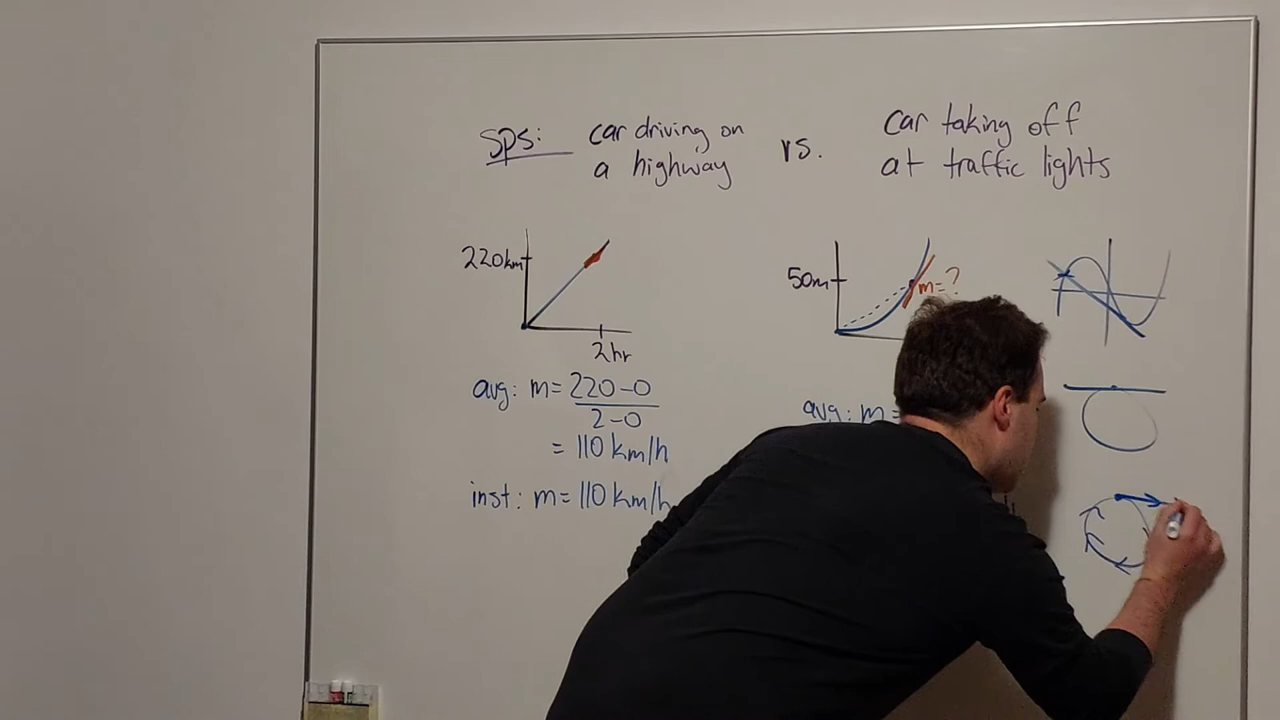 sps: car driving on
a highway
vs.
car taking off
at traffic lights
220km
2hr
avg: m= 220-0
2-0
= 110 km/h
inst: m= 110 km/h
50m
m=?
avg: m=